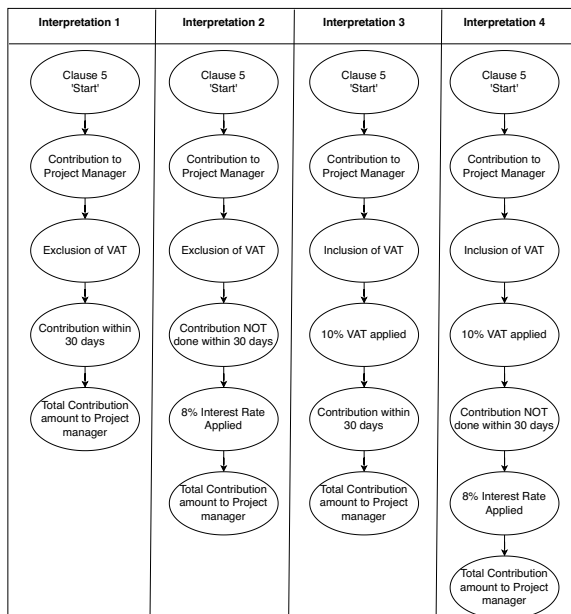 Interpretation 1
Interpretation 2
Interpretation 3
Interpretation 4
Clause 5
'Start'
Contribution to
Project Manager
Exclusion of VAT
Contribution within
30 days
Total Contribution
amount to Project
manager
Clause 5
'Start'
Contribution to
Project Manager
Exclusion of VAT
Contribution NOT
done within 30 days
8% Interest Rate
Applied
Total Contribution
amount to Project
manager
Clause 5
'Start'
Contribution to
Project Manager
Inclusion of VAT
10% VAT applied
Contribution within
30 days
Total Contribution
amount to Project
manager
Clause 5
'Start'
Contribution to
Project Manager
Inclusion of VAT
10% VAT applied
Contribution NOT
done within 30 days
8% Interest Rate
Applied
Total Contribution
amount to Project
manager